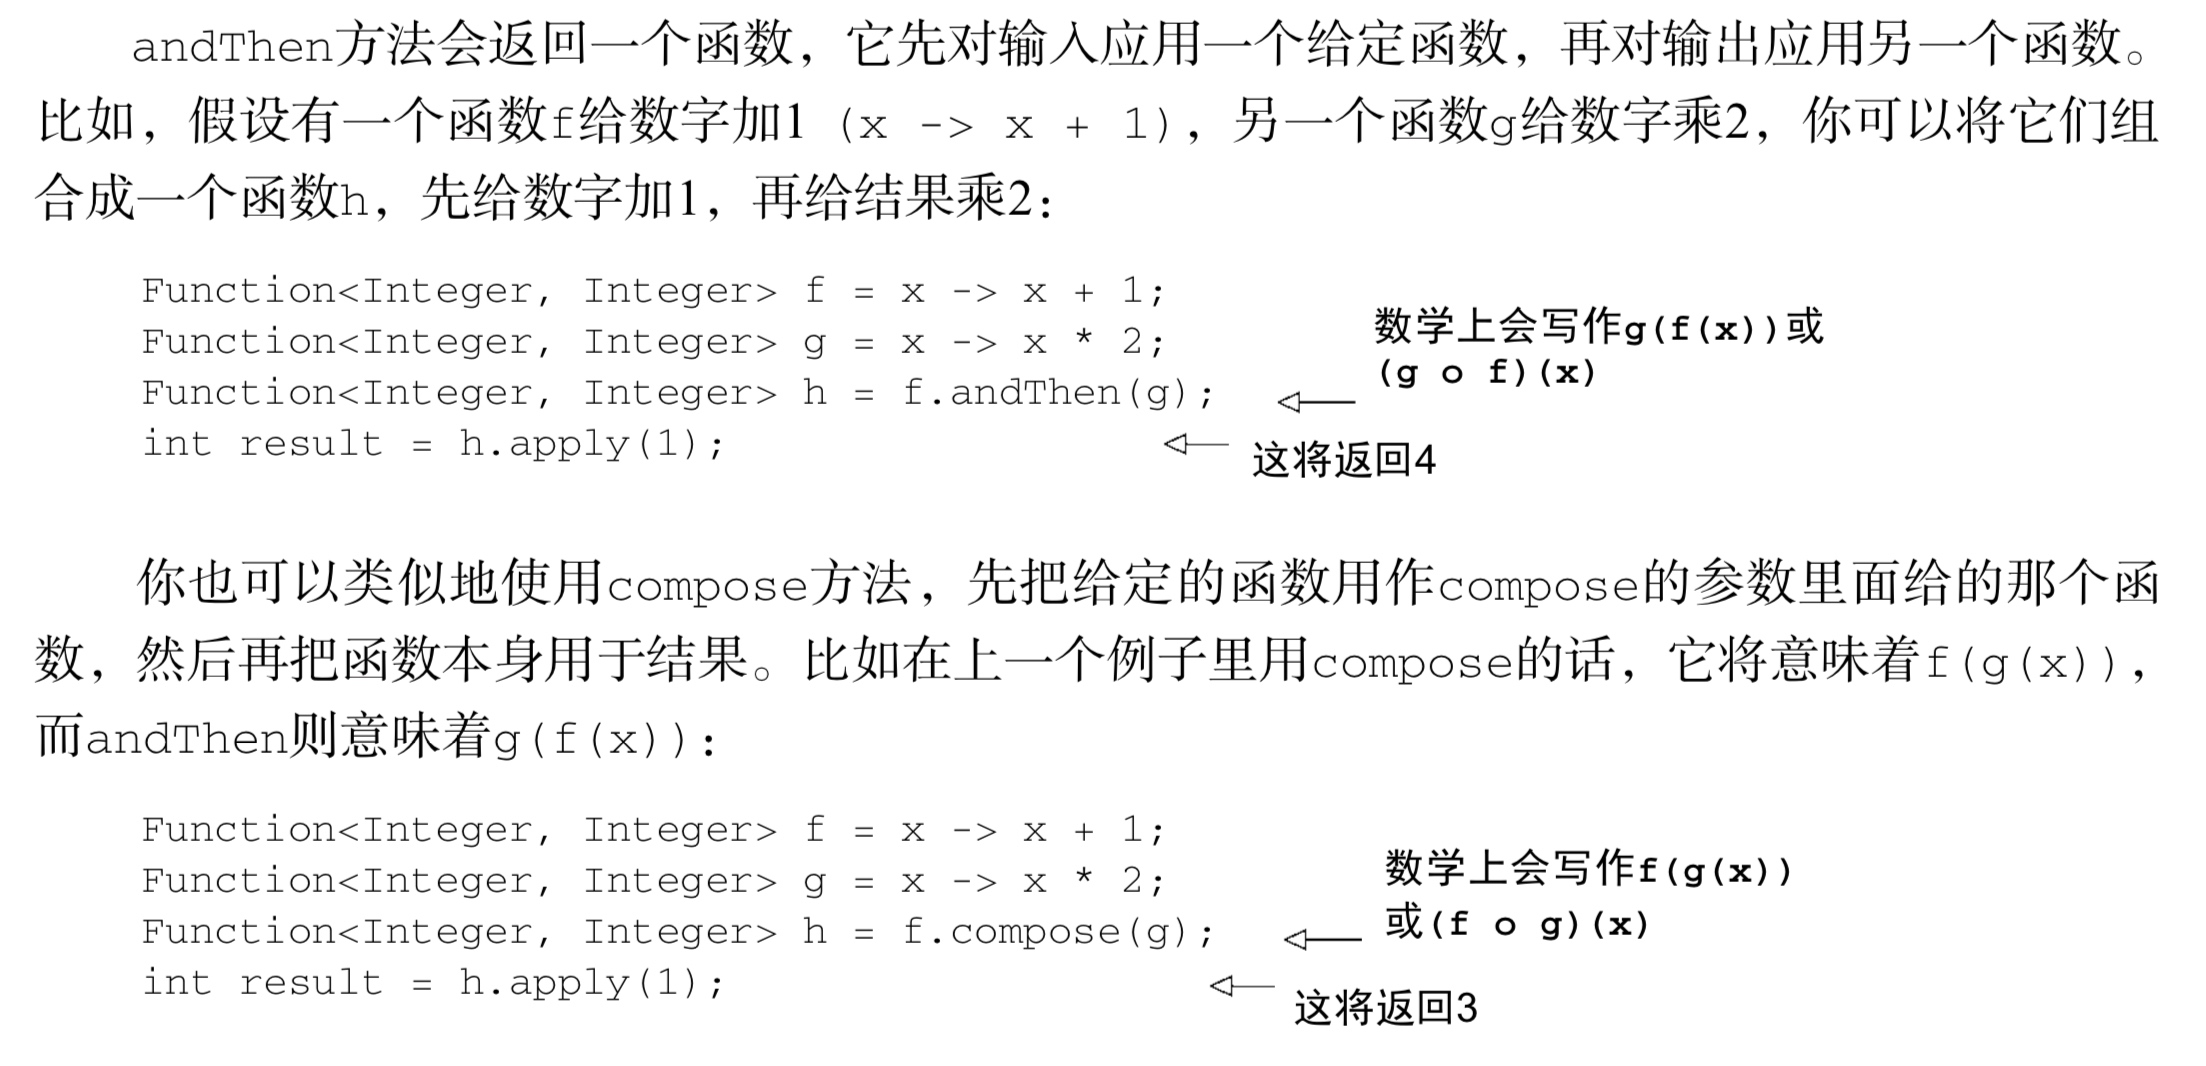 andThen方法会返回一个函数，它先对输入应用一个给定函数，再对输出应用另一个函数。
比如，假设有一个函数f给数字加1 (x -> x + 1)，另一个函数g给数字乘2，你可以将它们组
合成一个函数h，先给数字加1，再给结果乘2：
Function<Integer, Integer> f = x -> x + 1;
Function<Integer, Integer> g = x -> x * 2;
数学上会写作g(f(x))或
(g o f)(x)
Function<Integer, Integer> h = f.andThen(g);
int result = h.apply(1);
这将返回4
你也可以类似地使用compose方法，先把给定的函数用作compose的参数里面给的那个函
数，然后再把函数本身用于结果。比如在上一个例子里用compose的话，它将意味着f(g(x))，
而andThen则意味着g(f(x))：
Function<Integer, Integer> f = x -> x + 1;
Function<Integer, Integer> g = x -> x * 2;
数学上会写作f(g(x))
或(f o g)(x)
Function<Integer, Integer> h = f.compose(g);
int result = h.apply(1);
这将返回3